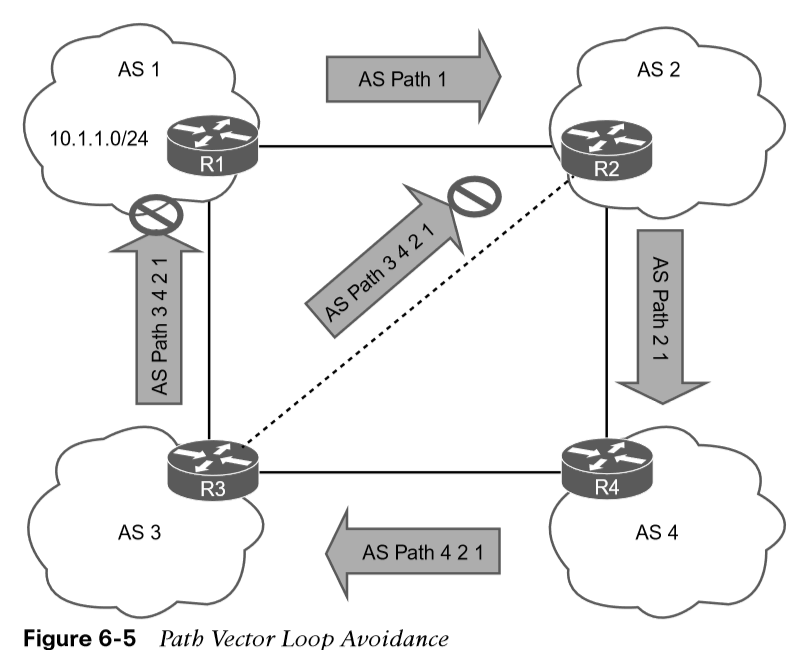 AS 1
AS Path 1
AS 2
10.1.1.0/24
R1
R2
AS Path 3 4 2 1
AS Path 3 4 2 1
AS Path 2 1
R3
R4
AS 3
AS Path 4 2 1
AS 4
Figure 6-5 Path Vector Loop Avoidance